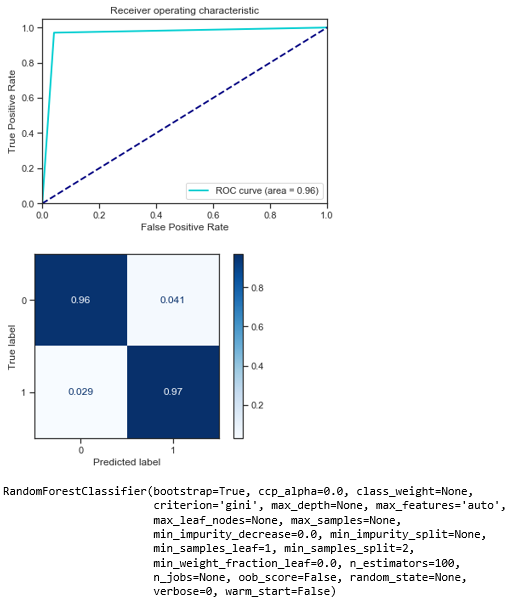 Receiver operating characteristic
1.0
0.8
0.6
0.4
0.2
0.0
True Positive Rate
ROC curve (area = 0.96)
0.0 0.2 0.4 0.6 0.8 1.0
False Positive Rate
True label
0
1
0.96 0.041
0.029 0.97
0 1
Predicted label
0.8
0.6
0.4
0.2
RandomForestClassifier(bootstrap=True, ccp_alpha=0.0, class_weight=None,
criterion='gini', max_depth=None, max_features='auto',
max_leaf_nodes=None, max_samples=None,
min_impurity_decrease=0.0, min_impurity_split=None,
min_samples_leaf=1, min_samples_split=2,
min_weight_fraction_leaf=0.0, n_estimators=100,
n_jobs=None, oob_score=False, random_state=None,
verbose=0, warm_start=False)